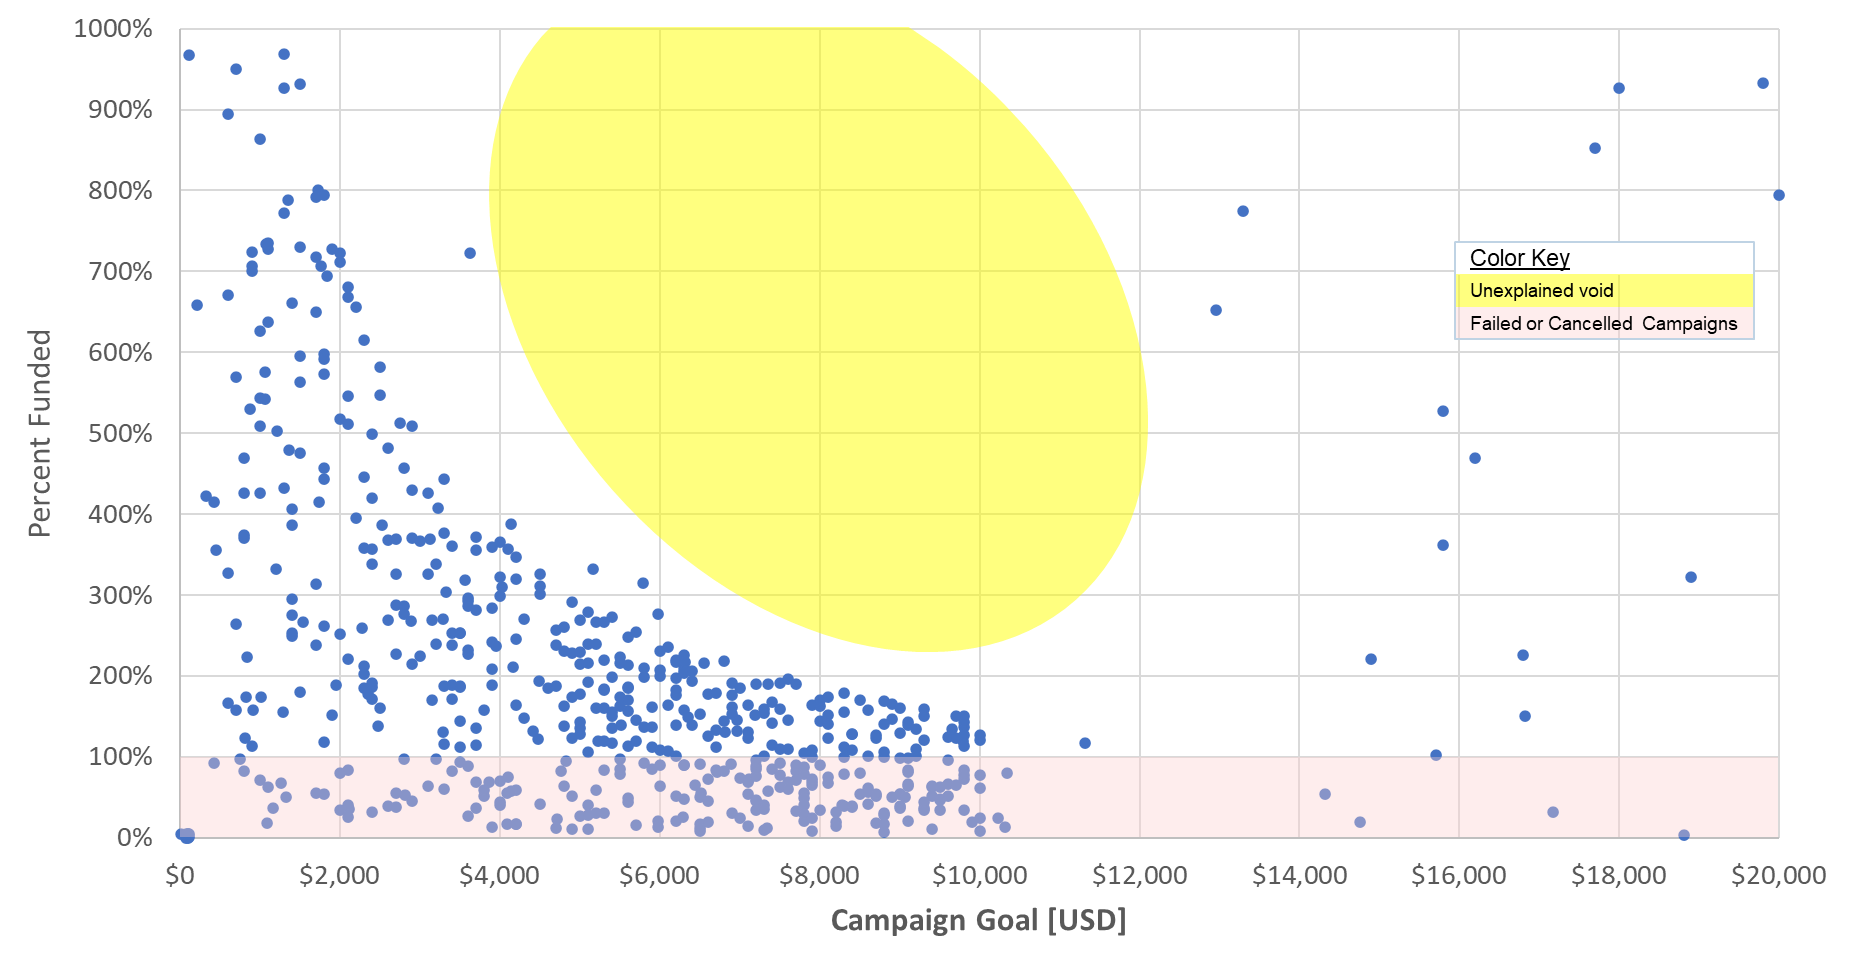 1000%
900%
800%
700%
600%
500%
400%
300%
200%
100%
0%
Percent Funded
Color Key
Unexplained void
Failed or Cancelled Campaigns
$0 $2,000 $4,000 $6,000 $8,000 $10,000 $12,000 $14,000 $16,000 $18,000 $20,000
Campaign Goal [USD]